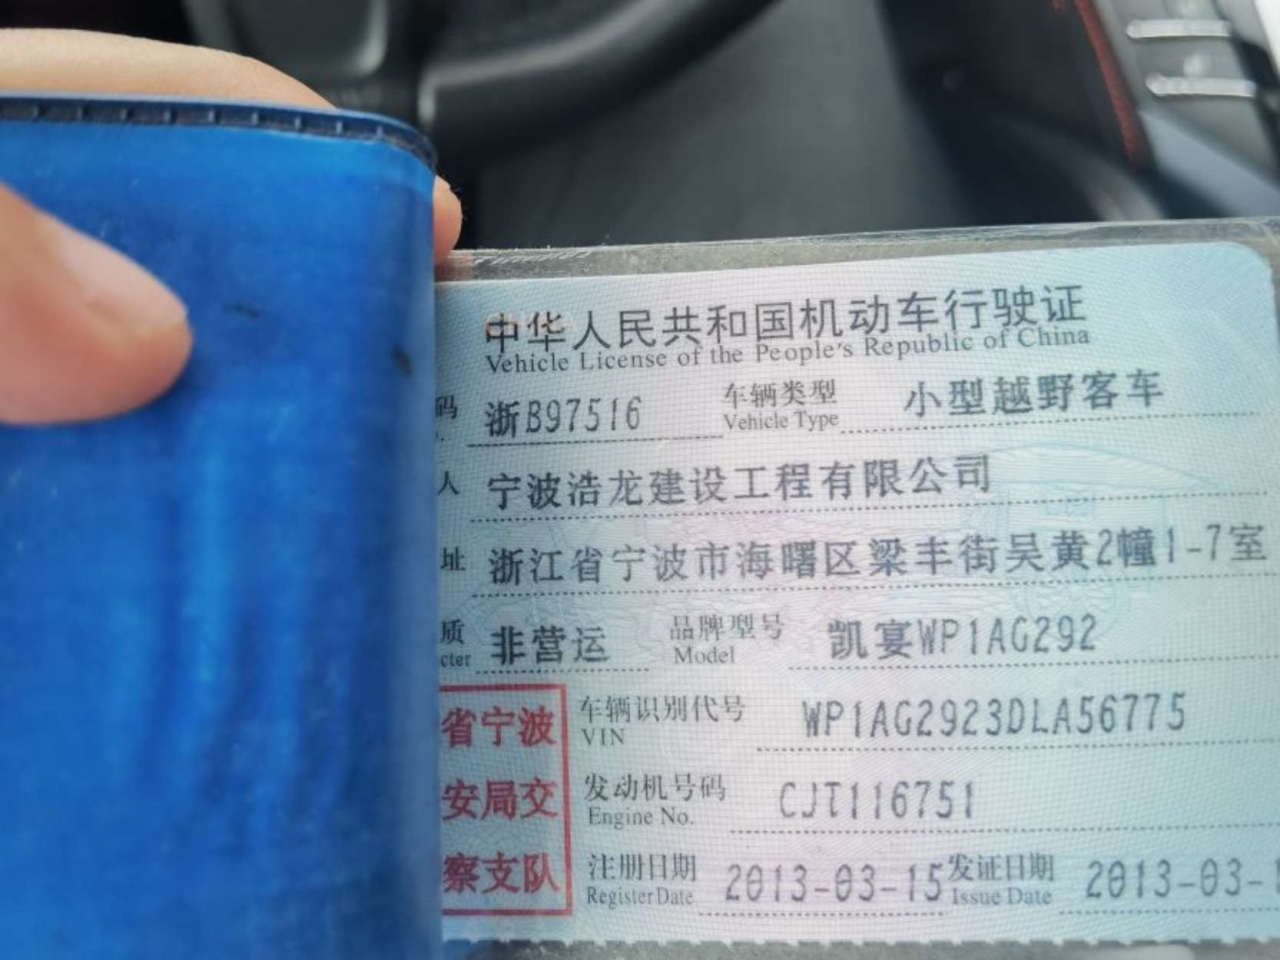 中华人民共和国机动车行驶证
Vehicle License of the People's Republic of China
码 浙B97516 车辆类型 Vehicle Type 小型越野客车
人 宁波浩龙建设工程有限公司
址 浙江省宁波市海曙区梁丰街吴黄2幢1-7室
质 cter 非营运 品牌型号 Model 凯宴WP1AG292
省宁波 车辆识别代号 VIN WP1AG2923DLA56775
安局交 发动机号码 Engine No. CJT116751
察支队 注册日期 Register Date 2013-03-15 发证日期 Issue Date 2013-03-